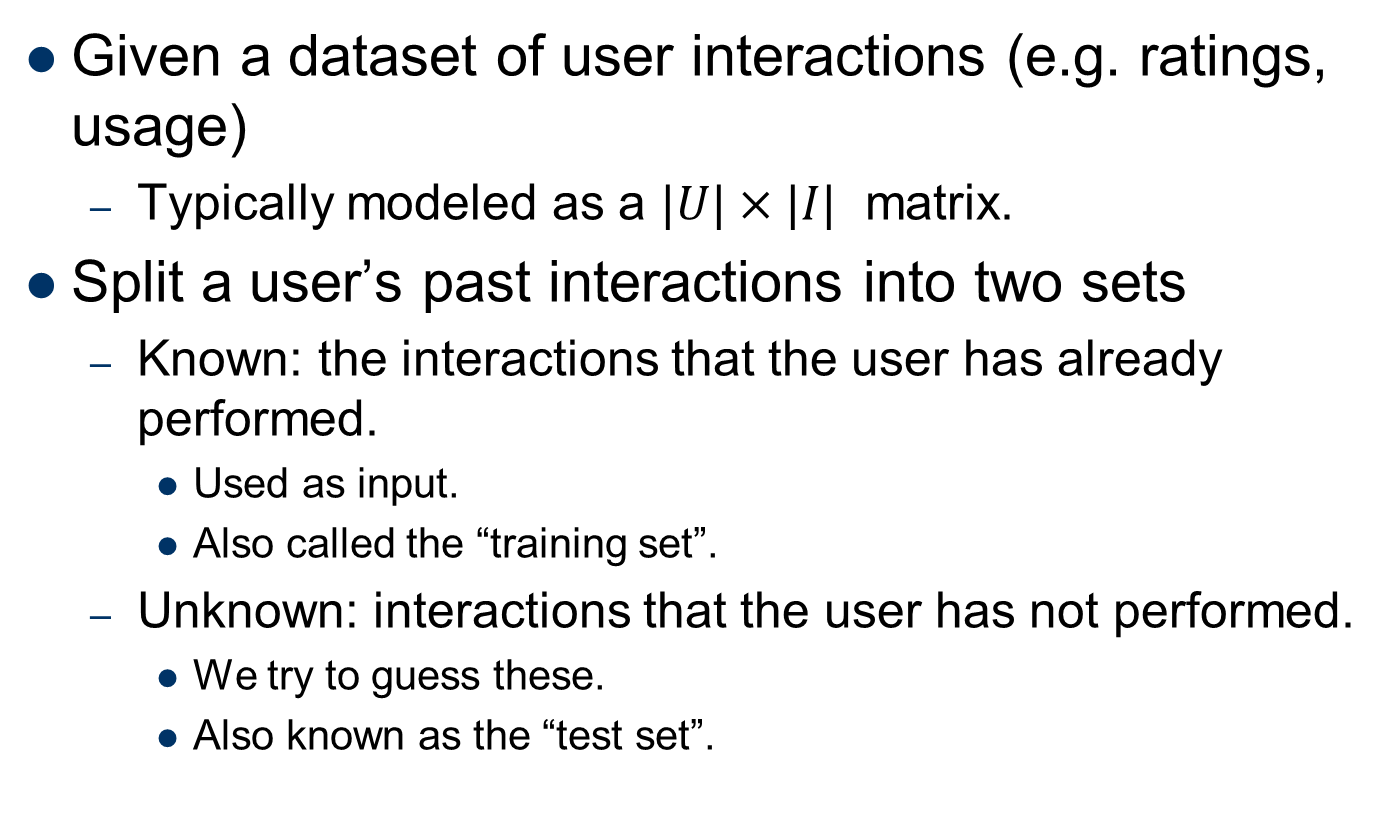 ● Given a dataset of user interactions (e.g. ratings,
usage)
– Typically modeled as a |U| × |I| matrix.
● Split a user’s past interactions into two sets
– Known: the interactions that the user has already
performed.
● Used as input.
● Also called the “training set”.
– Unknown: interactions that the user has not performed.
● We try to guess these.
● Also known as the “test set”.